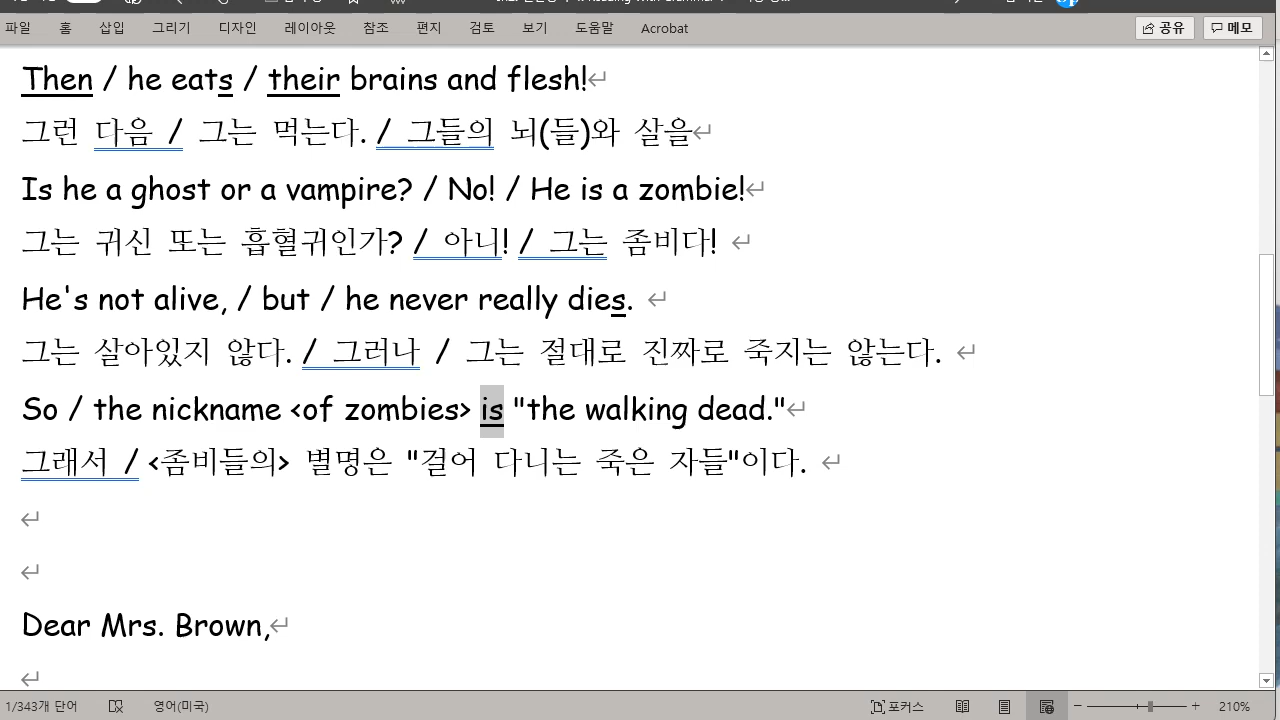 파일 홈 삽입 그리기 디자인 레이아웃 참조 편지 검토 보기 도움말 Acrobat 공유 메모
Then / he eats / their brains and flesh!
그런 다음 / 그는 먹는다. / 그들의 뇌(들)와 살을
Is he a ghost or a vampire? / No! / He is a zombie!
그는 귀신 또는 흡혈귀인가? / 아니! / 그는 좀비다!
He's not alive, / but / he never really dies.
그는 살아있지 않다. / 그러나 / 그는 절대로 진짜로 죽지는 않는다.
So / the nickname <of zombies> is "the walking dead."
그래서 / <좀비들의> 별명은 "걸어 다니는 죽은 자들"이다.
Dear Mrs. Brown,
1/343개 단어 영어(미국) 포커스 210%